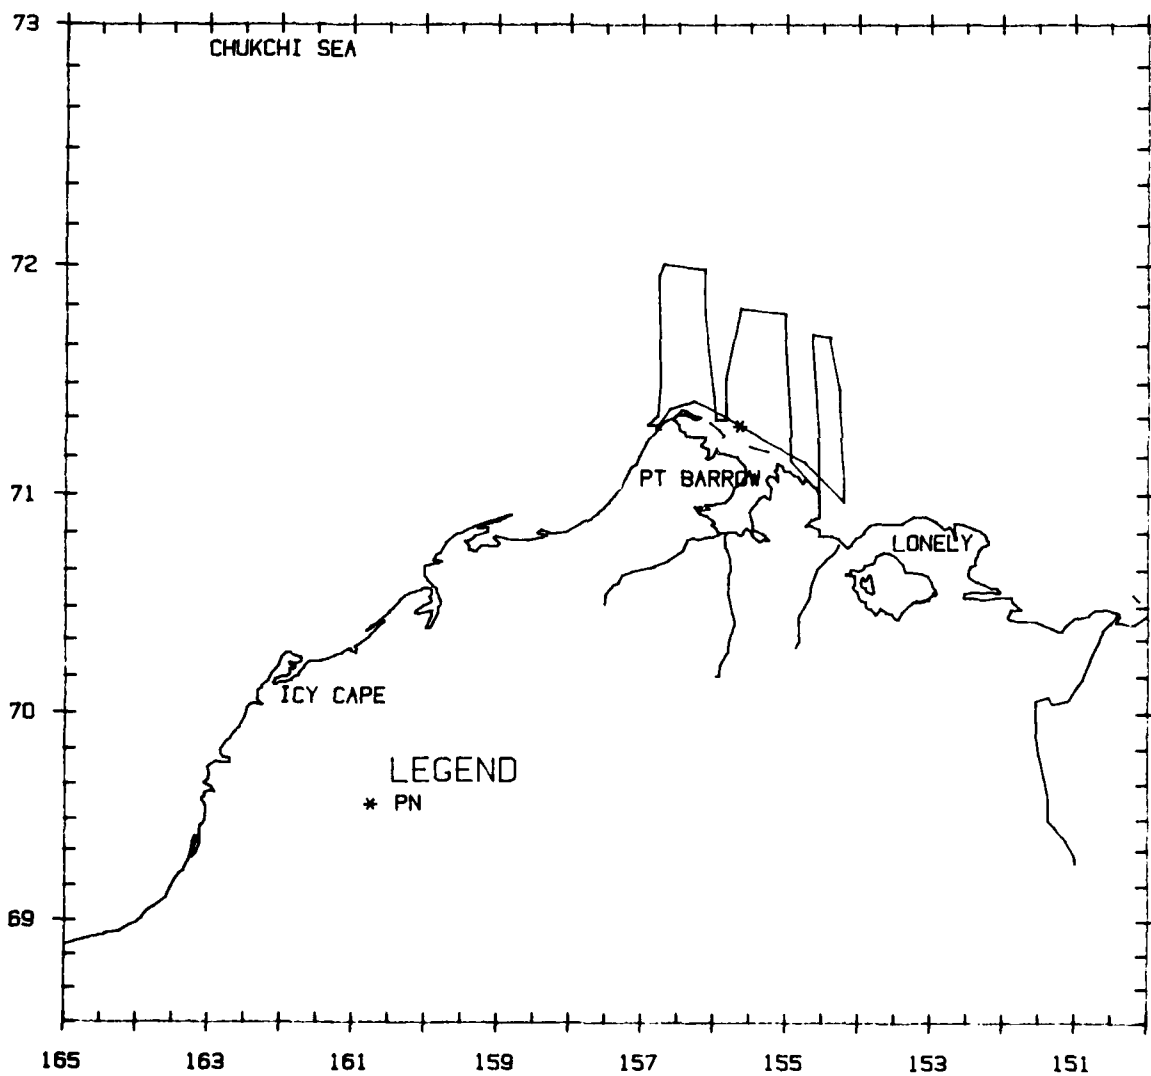 73
CHUKCHI SEA
72
71
PT BARROW
LONELY
70
ICY CAPE
LEGEND
* PN
69
165 163 161 159 157 155 153 151